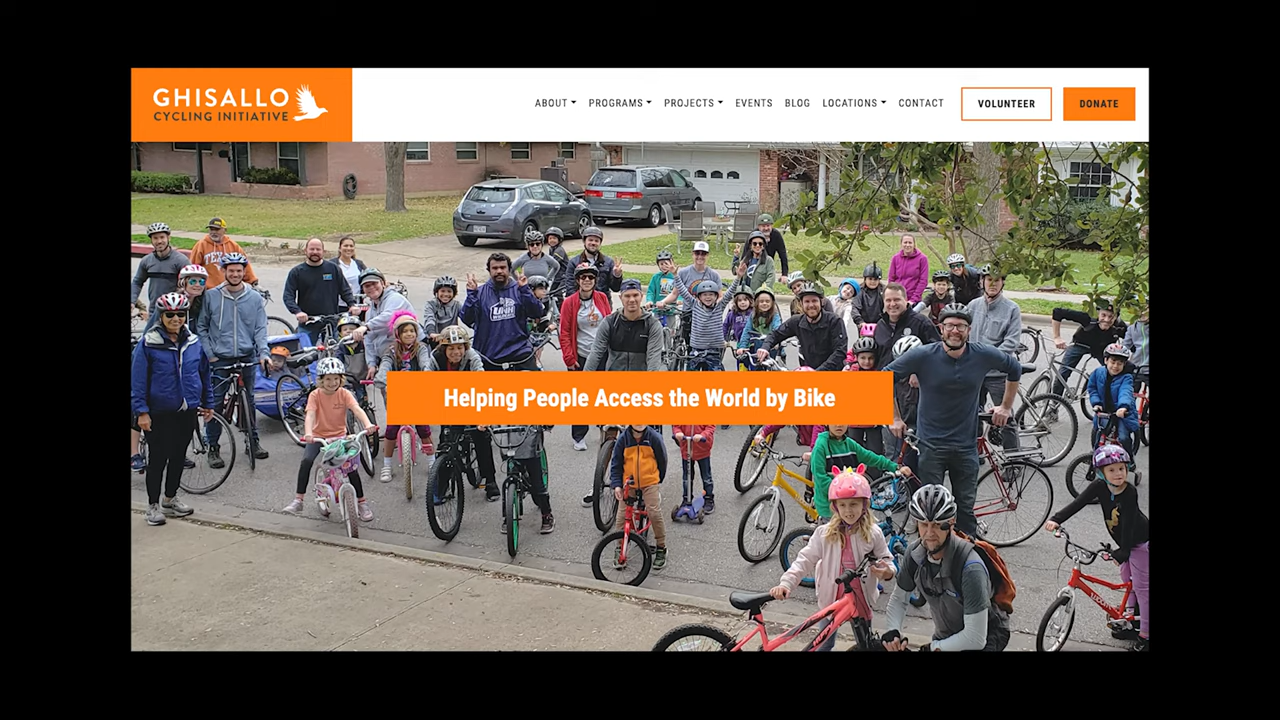 GHISALLO
CYCLING INITIATIVE
ABOUT PROGRAMS PROJECTS EVENTS BLOG LOCATIONS CONTACT VOLUNTEER DONATE
Helping People Access the World by Bike